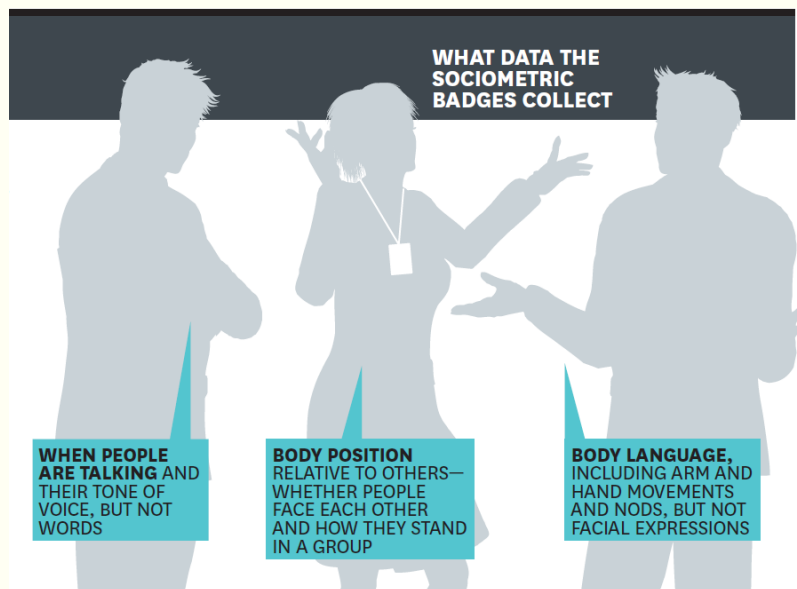 WHAT DATA THE
SOCIOMETRIC
BADGES COLLECT
WHEN PEOPLE
ARE TALKING AND
THEIR TONE OF
VOICE, BUT NOT
WORDS
BODY POSITION
RELATIVE TO OTHERS—
WHETHER PEOPLE
FACE EACH OTHER
AND HOW THEY STAND
IN A GROUP
BODY LANGUAGE,
INCLUDING ARM AND
HAND MOVEMENTS
AND NODS, BUT NOT
FACIAL EXPRESSIONS